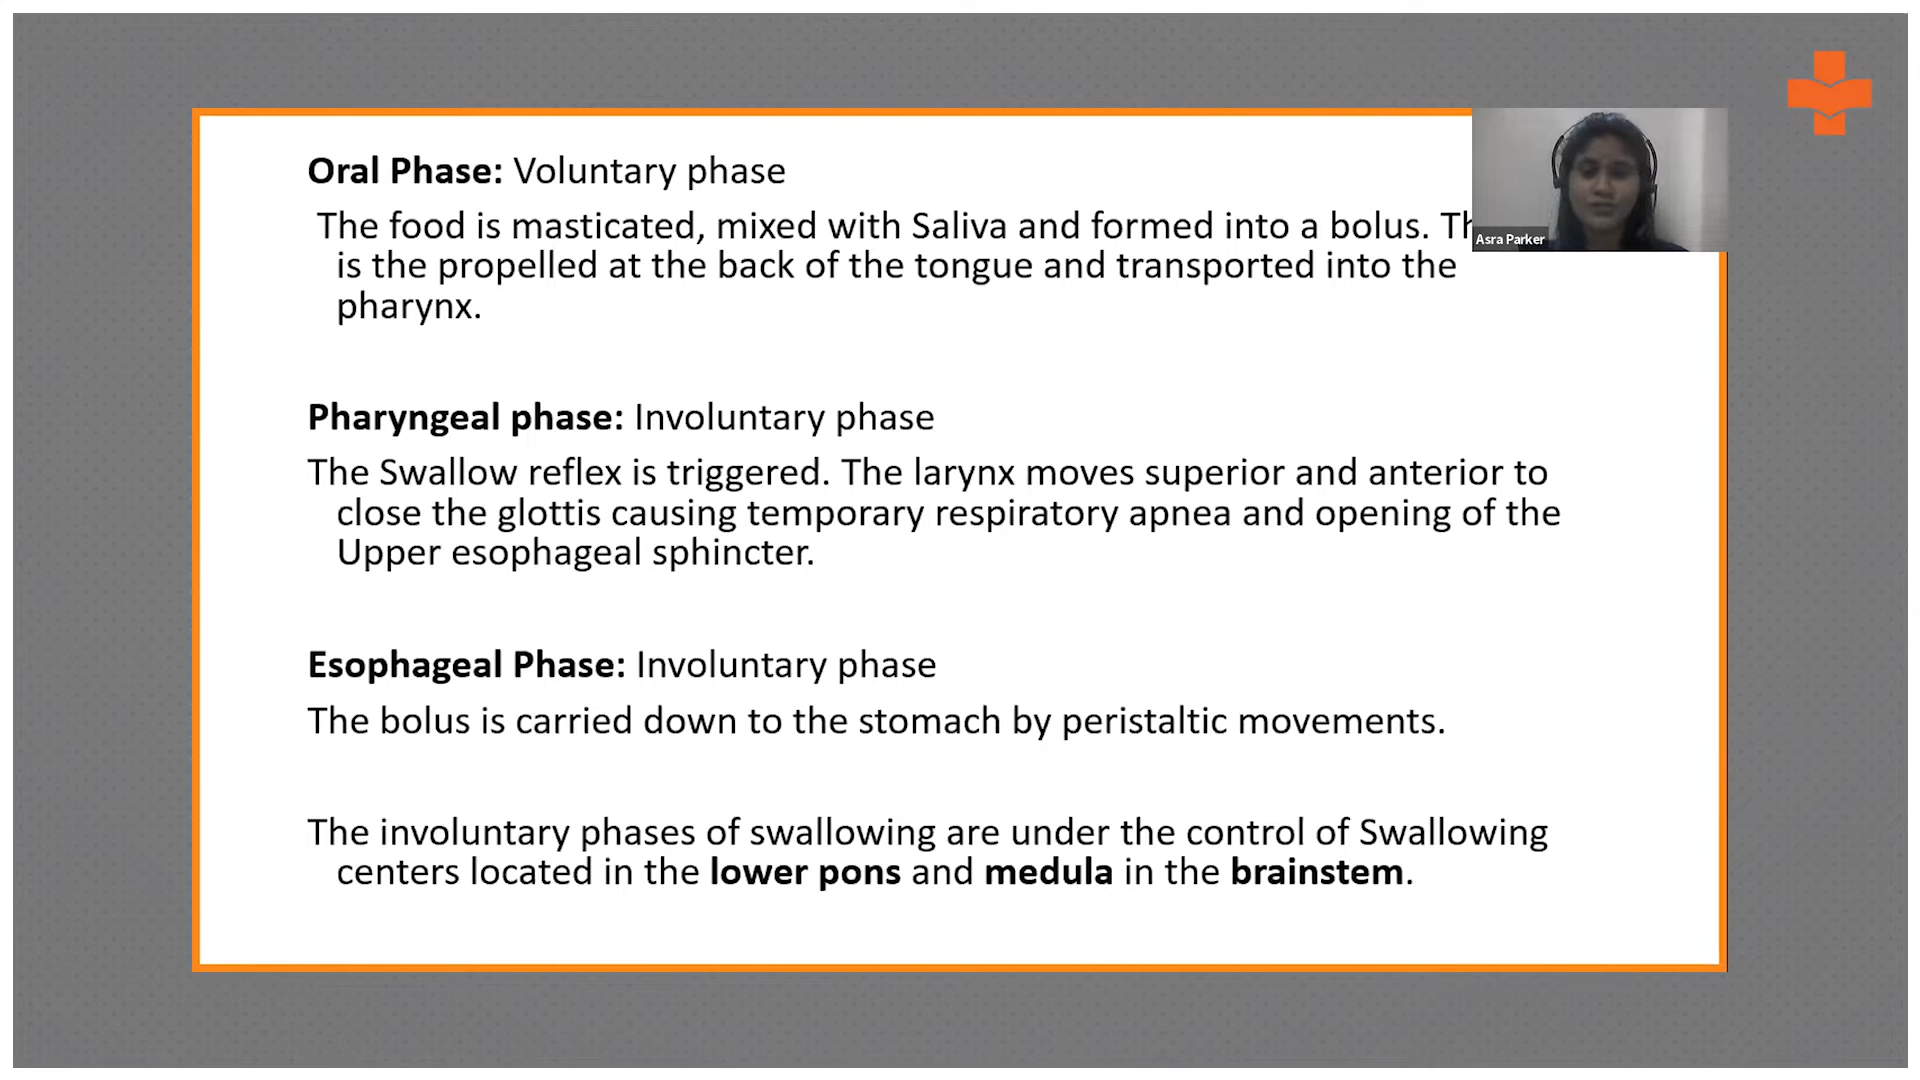 Oral Phase: Voluntary phase
The food is masticated, mixed with Saliva and formed into a bolus.
is the propelled at the back of the tongue and transported into the
pharynx.
Pharyngeal phase: Involuntary phase
The Swallow reflex is triggered. The larynx moves superior and anterior to
close the glottis causing temporary respiratory apnea and opening of the
Upper esophageal sphincter.
Esophageal Phase: Involuntary phase
The bolus is carried down to the stomach by peristaltic movements.
The involuntary phases of swallowing are under the control of Swallowing
centers located in the lower pons and medula in the brainstem.
Asra Parker